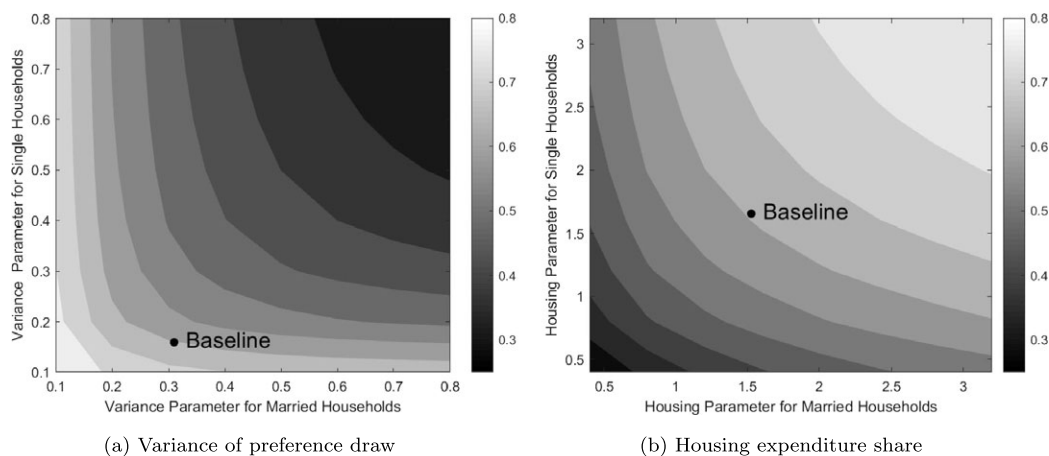 0.8
0.7
0.6
0.5
0.4
0.3
0.2
0.1
Variance Parameter for Single Households
Baseline
0.1 0.2 0.3 0.4 0.5 0.6 0.7 0.8
Variance Parameter for Married Households
0.8
0.7
0.6
0.5
0.4
0.3
(a) Variance of preference draw
3
2.5
2
1.5
1
0.5
Housing Parameter for Single Households
Baseline
0.5 1 1.5 2 2.5 3
Housing Parameter for Married Households
0.8
0.7
0.6
0.5
0.4
0.3
(b) Housing expenditure share